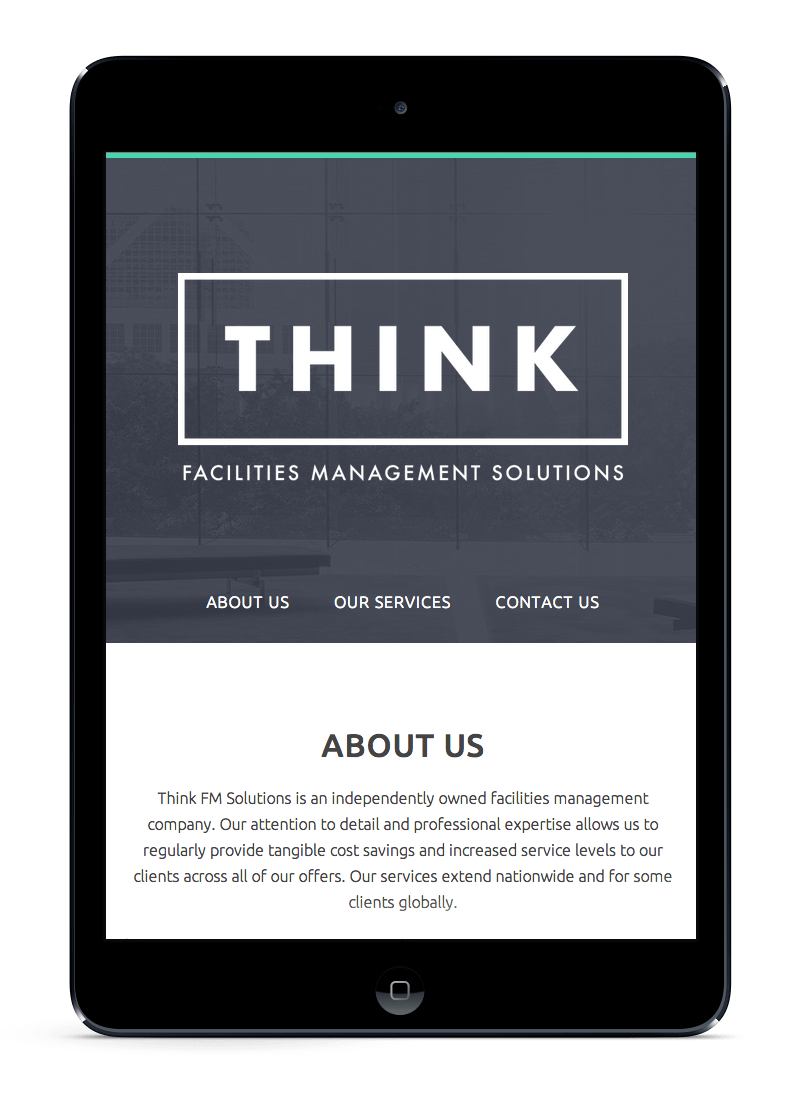 THINK
FACILITIES MANAGEMENT SOLUTIONS
ABOUT US OUR SERVICES CONTACT US
ABOUT US
Think FM Solutions is an independently owned facilities management
company. Our attention to detail and professional expertise allows us to
regularly provide tangible cost savings and increased service levels to our
clients across all of our offers. Our services extend nationwide and for some
clients globally.